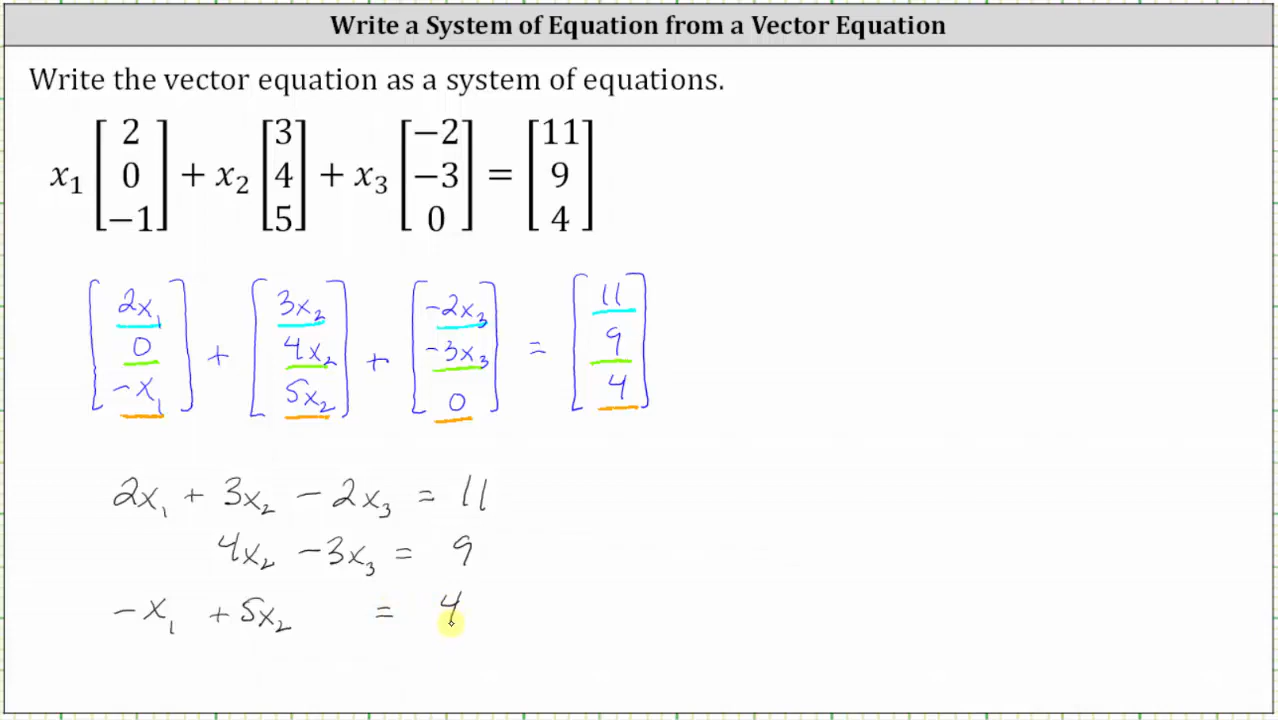 Write a System of Equation from a Vector Equation
Write the vector equation as a system of equations.
x₁ [2 0 −1] + x₂ [3 4 5] + x₃ [−2 −3 0] = [11 9 4]
[2x₁ 0 -x₁] + [3x₂ 4x₂ 5x₂] + [-2x₃ -3x₃ 0] = [11 9 4]
2x₁ + 3x₂ - 2x₃ = 11
4x₂ - 3x₃ = 9
-x₁ + 5x₂ = 4